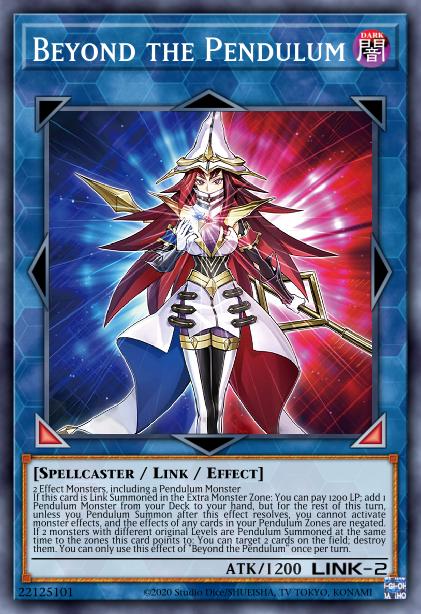 Beyond the Pendulum
DARK
闇
[Spellcaster / Link / Effect]
2 Effect Monsters, including a Pendulum Monster
If this card is Link Summoned in the Extra Monster Zone: You can pay 1200 LP; add 1
Pendulum Monster from your Deck to your hand, but for the rest of this turn,
unless you Pendulum Summon after this effect resolves, you cannot activate
monster effects, and the effects of any cards in your Pendulum Zones are negated.
If 2 monsters with different original Levels are Pendulum Summoned at the same
time to the zones this card points to: You can target 2 cards on the field; destroy
them. You can only use this effect of "Beyond the Pendulum" once per turn.
ATK/1200 LINK-2
22125101 ©2020 Studio Dice/SHUEISHA, TV TOKYO, KONAMI